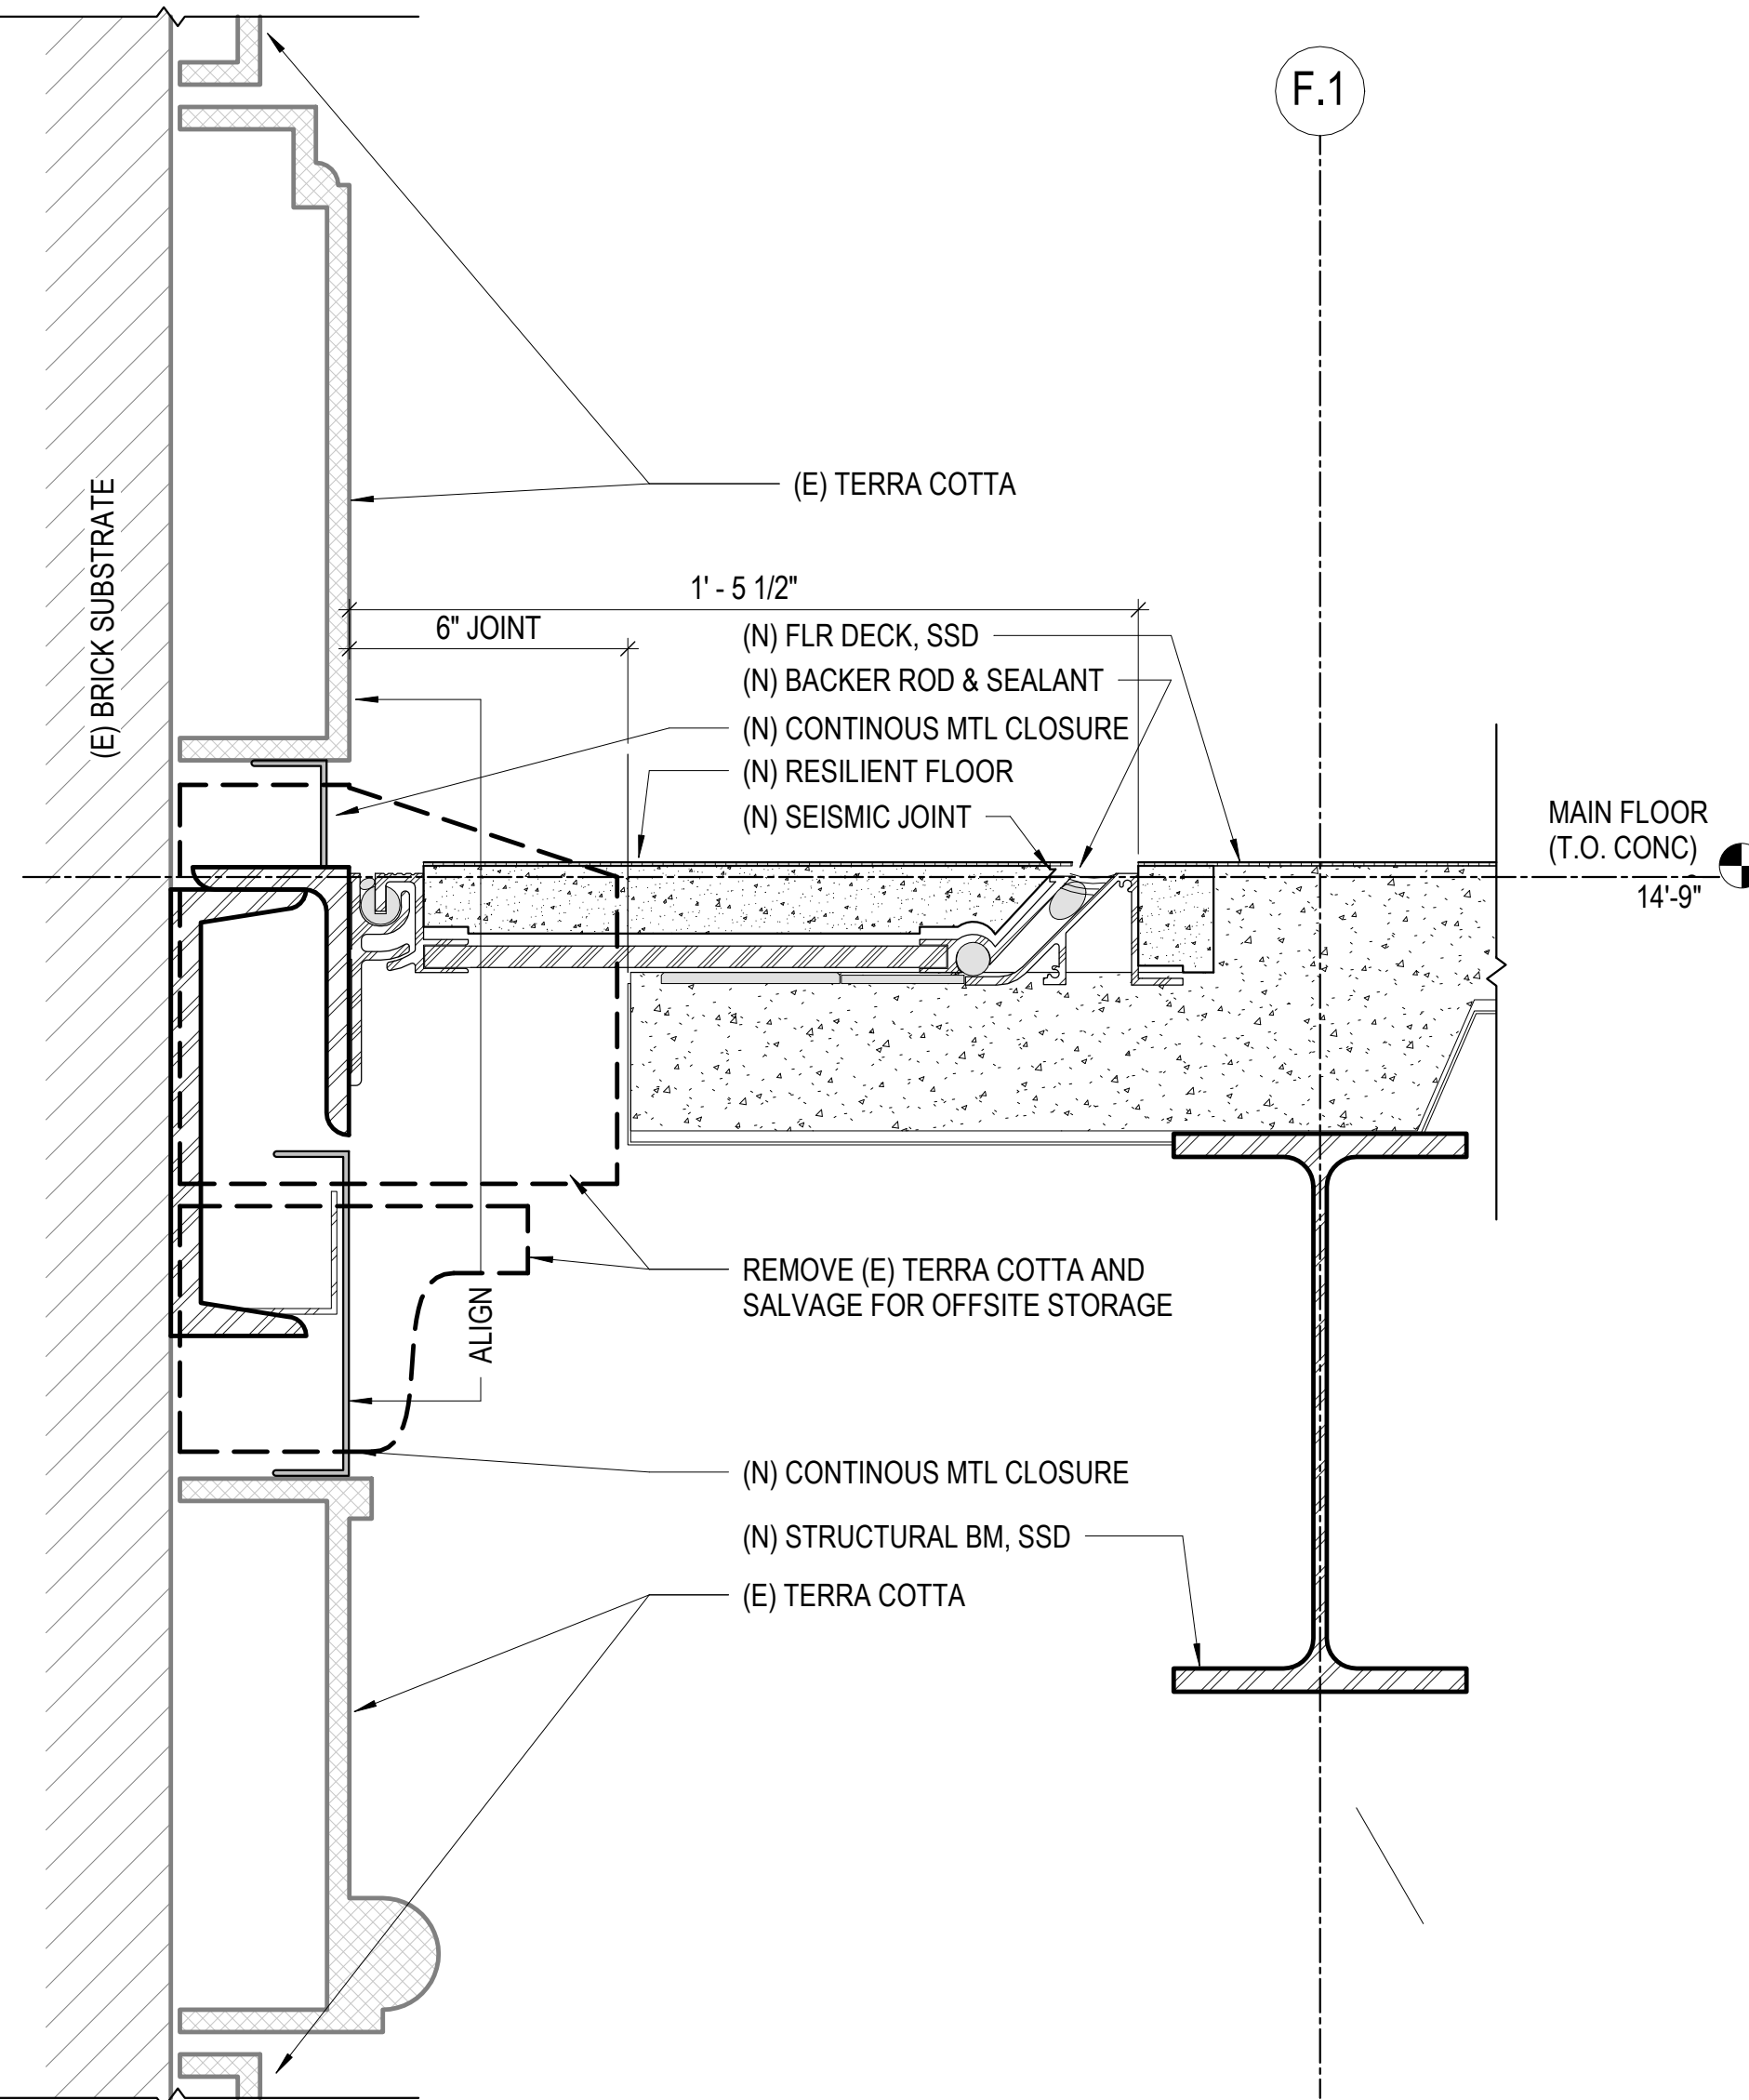 F.1
(E) TERRA COTTA
(E) BRICK SUBSTRATE
1' - 5 1/2"
6" JOINT
(N) FLR DECK, SSD
(N) BACKER ROD & SEALANT
(N) CONTINOUS MTL CLOSURE
(N) RESILIENT FLOOR
(N) SEISMIC JOINT
MAIN FLOOR
(T.O. CONC)
14'-9"
REMOVE (E) TERRA COTTA AND
SALVAGE FOR OFFSITE STORAGE
ALIGN
(N) CONTINOUS MTL CLOSURE
(N) STRUCTURAL BM, SSD
(E) TERRA COTTA